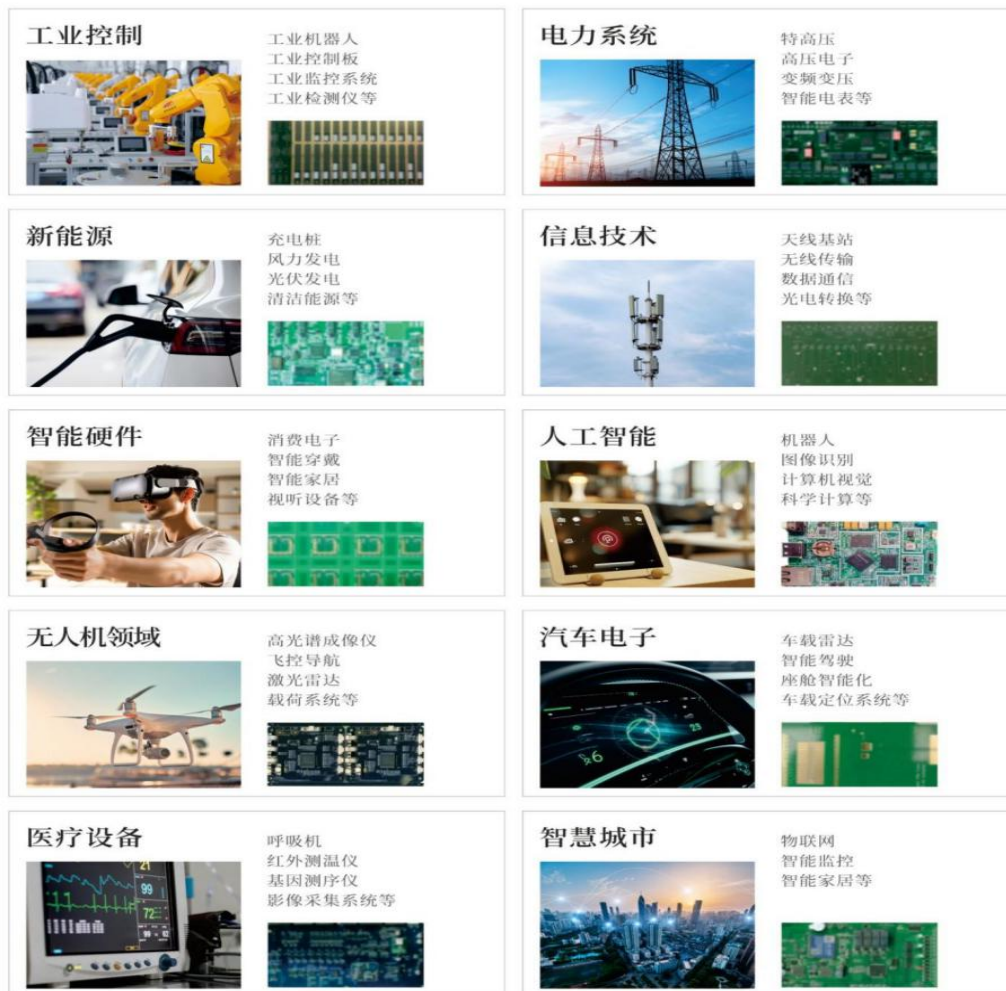 工业控制
工业机器人
工业控制板
工业监控系统
工业检测仪等
电力系统
特高压
高压电子
变频变压
智能电表等
新能源
充电桩
风力发电
光伏发电
清洁能源等
信息技术
天线基站
无线传输
数据通信
光电转换等
智能硬件
消费电子
智能穿戴
智能家居
视听设备等
人工智能
机器人
图像识别
计算机视觉
科学计算等
无人机领域
高光谱成像仪
飞控导航
激光雷达
载荷系统等
汽车电子
车载雷达
智能驾驶
座舱智能化
车载定位系统等
6
29
医疗设备
呼吸机
红外测温仪
基因测序仪
影像采集系统等
21
99
72
智慧城市
物联网
智能监控
智能家居等